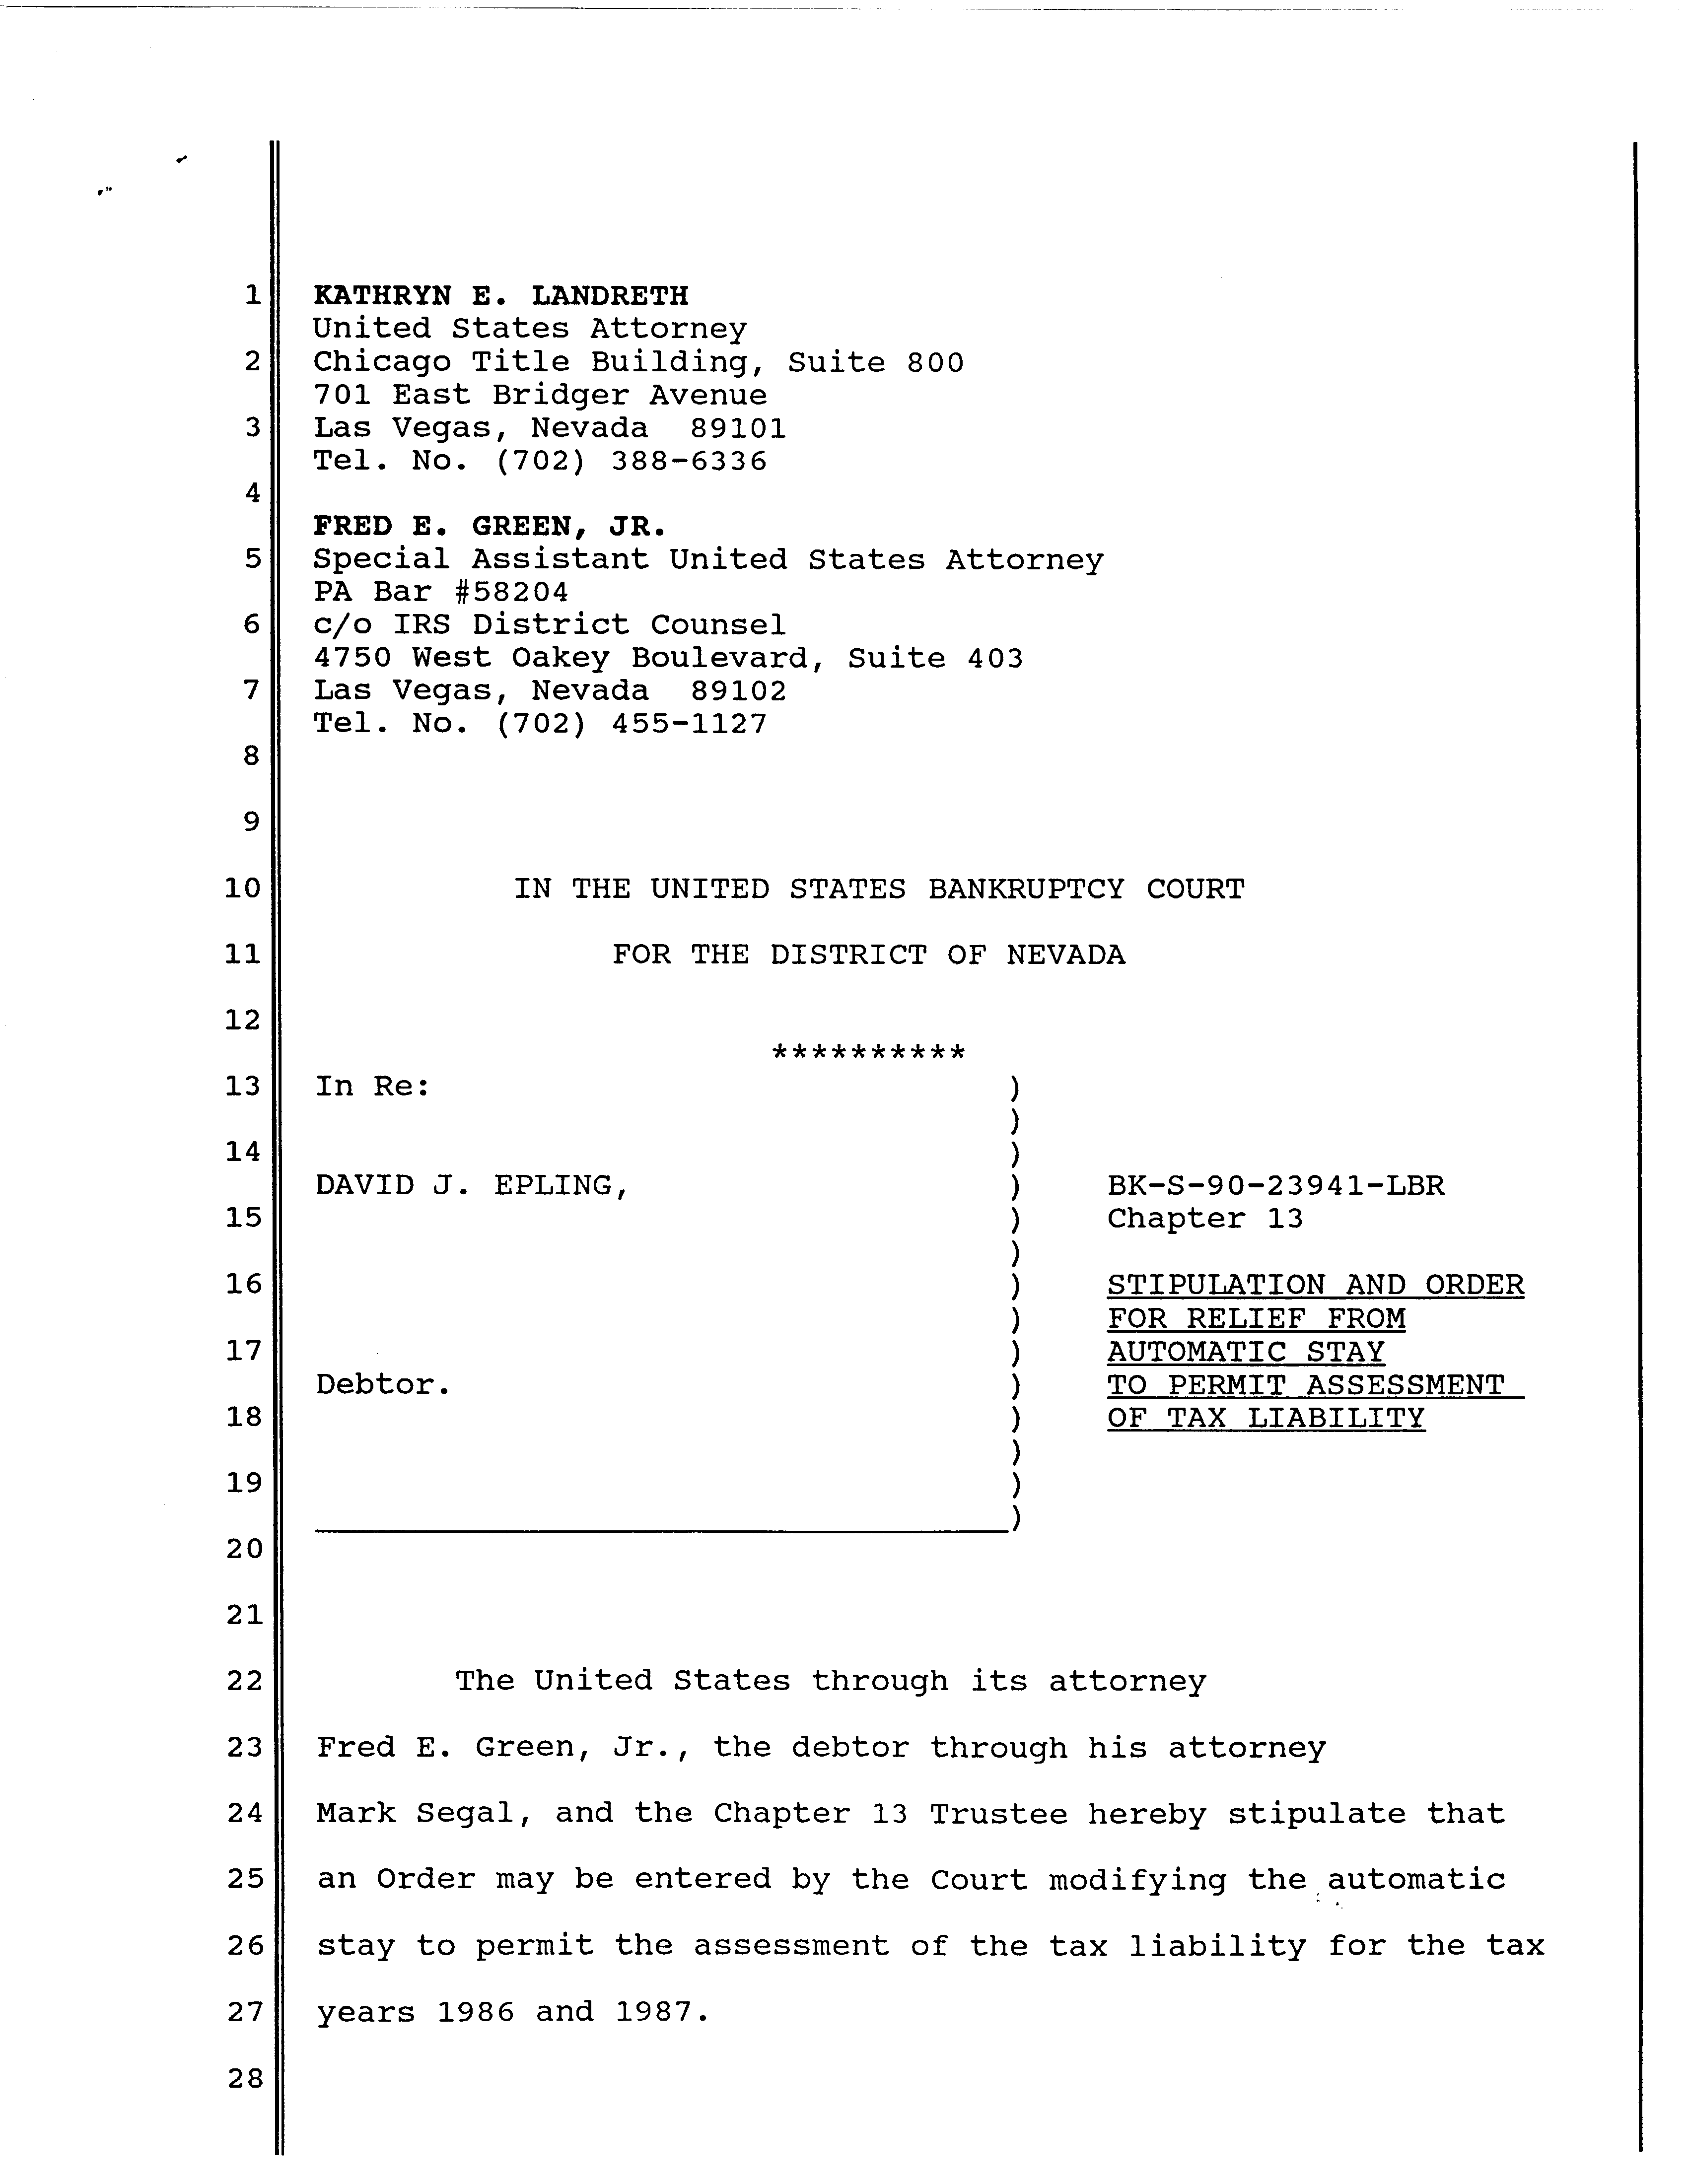 1 KATHRYN E. LANDRETH
United States Attorney
2 Chicago Title Building, Suite 800
701 East Bridger Avenue
3 Las Vegas, Nevada 89101
Tel. No. (702) 388-6336
4
FRED E. GREEN, JR.
5 Special Assistant United States Attorney
PA Bar #58204
6 c/o IRS District Counsel
4750 West Oakey Boulevard, Suite 403
7 Las Vegas, Nevada 89102
Tel. No. (702) 455-1127
8
9
10 IN THE UNITED STATES BANKRUPTCY COURT
11 FOR THE DISTRICT OF NEVADA
12
**********
13 In Re: )
)
14 )
DAVID J. EPLING, ) BK-S-90-23941-LBR
15 ) Chapter 13
)
16 ) STIPULATION AND ORDER
) FOR RELIEF FROM
17 ) AUTOMATIC STAY
Debtor. ) TO PERMIT ASSESSMENT
18 ) OF TAX LIABILITY
)
19 )
)
20
21
22 The United States through its attorney
23 Fred E. Green, Jr., the debtor through his attorney
24 Mark Segal, and the Chapter 13 Trustee hereby stipulate that
25 an Order may be entered by the Court modifying the automatic
26 stay to permit the assessment of the tax liability for the tax
27 years 1986 and 1987.
28